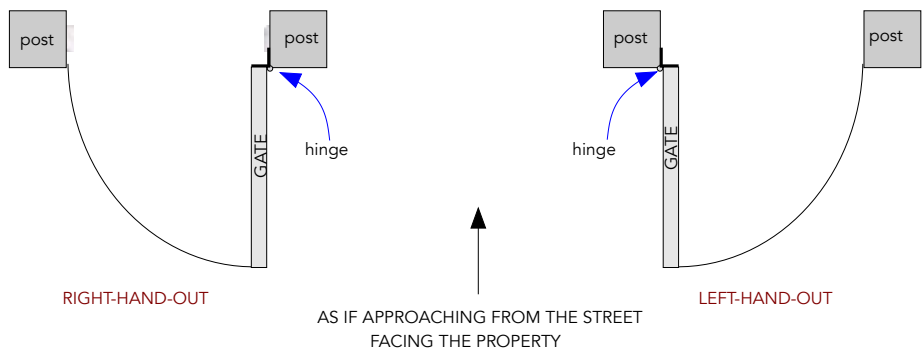 post
post
post
post
hinge
hinge
GATE
GATE
RIGHT-HAND-OUT
LEFT-HAND-OUT
AS IF APPROACHING FROM THE STREET
FACING THE PROPERTY